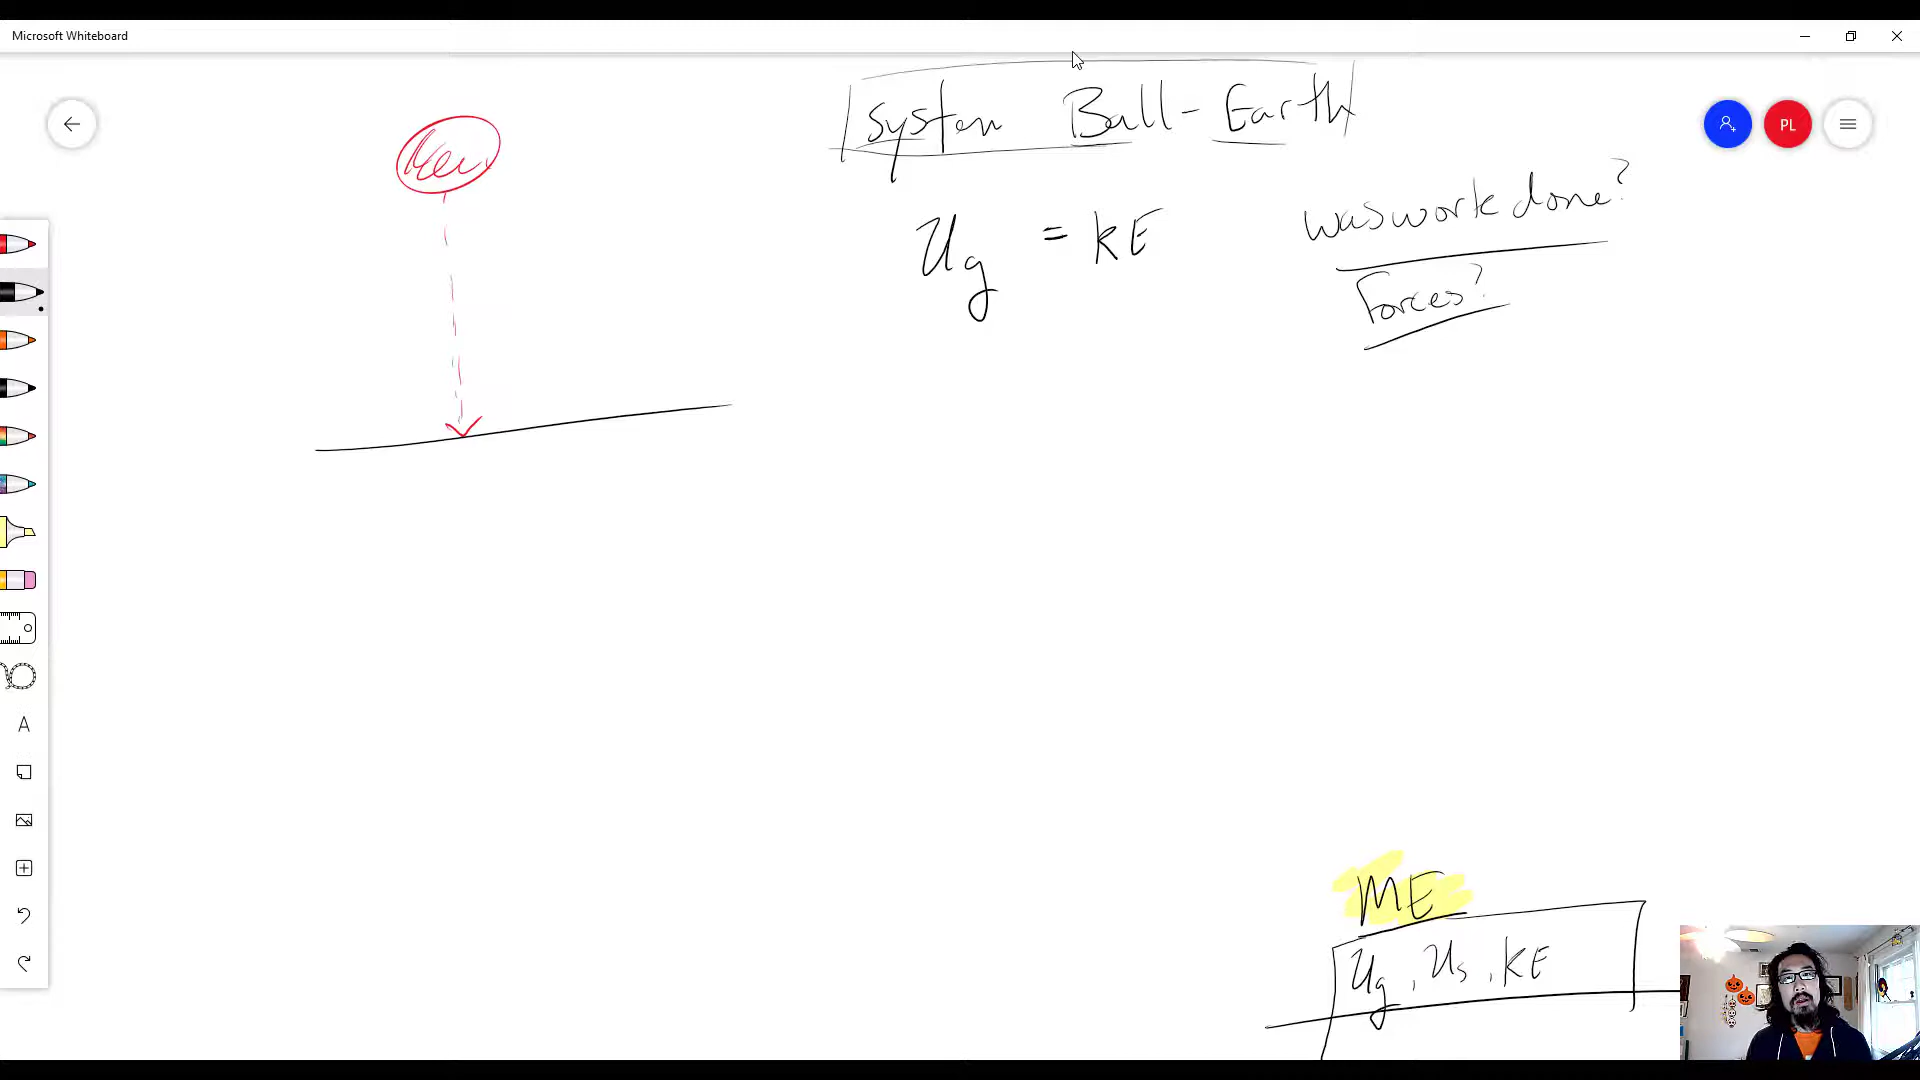 Microsoft Whiteboard
system Ball-Earth
Ug = KE
was work done?
Forces?
PL
A
ME
Ug, Us, KE